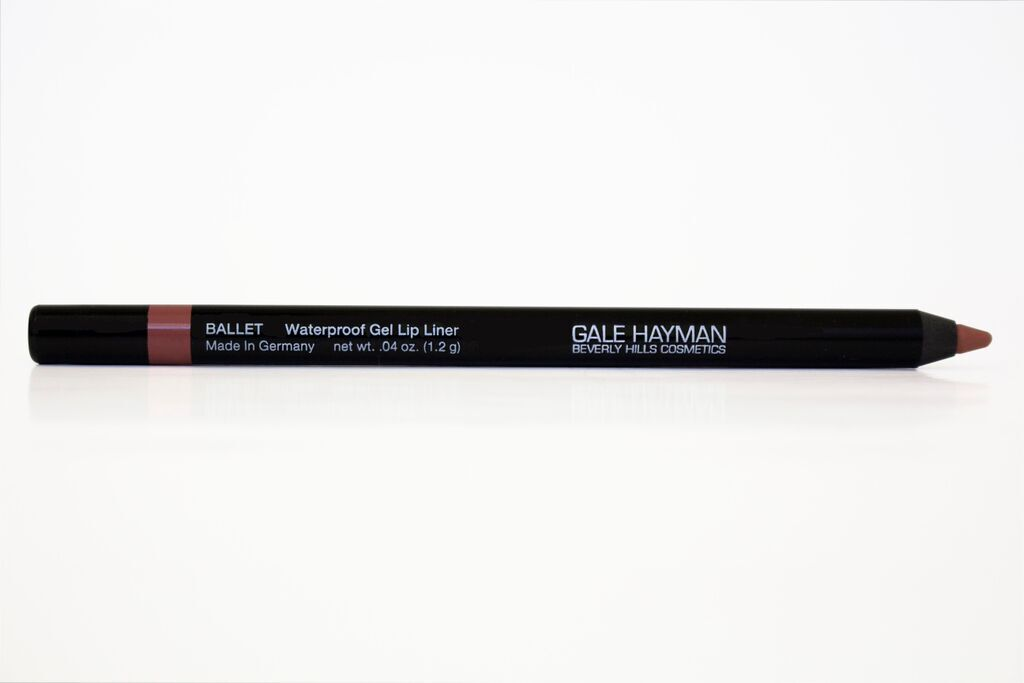 BALLET Waterproof Gel Lip Liner
Made In Germany net wt. .04 oz. (1.2 g)
GALE HAYMAN
BEVERLY HILLS COSMETICS